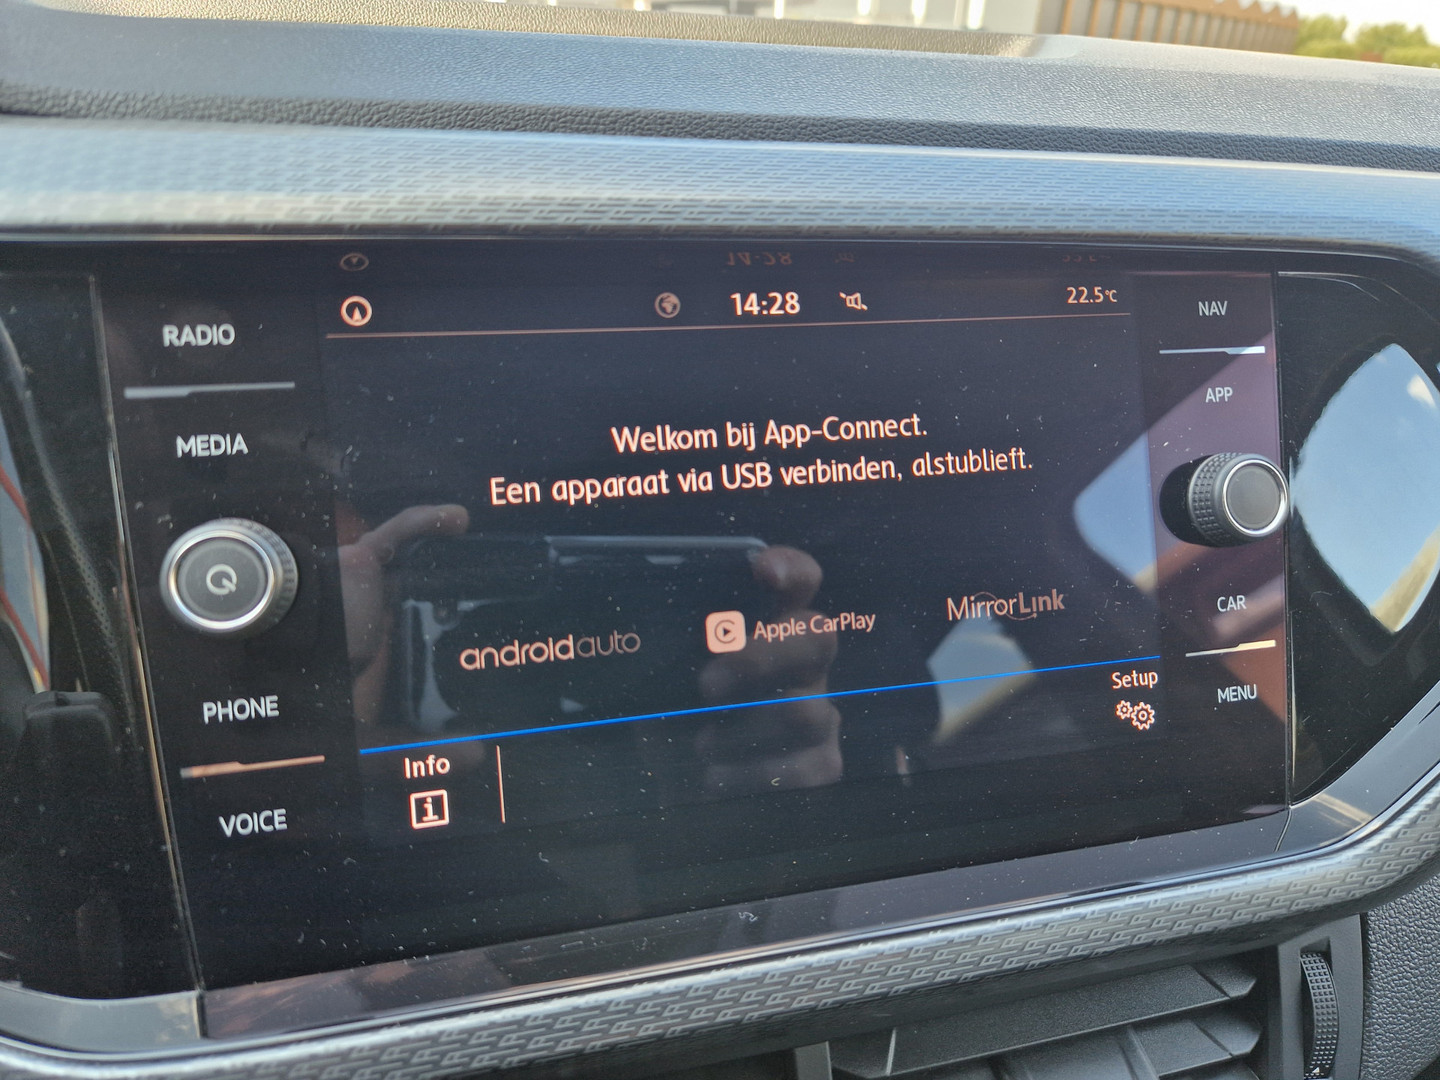 14:28
22.5°C
RADIO
MEDIA
PHONE
VOICE
Welkom bij App-Connect.
Een apparaat via USB verbinden, alstublieft.
androidauto
Apple CarPlay
MirrorLink
Info
i
Setup
NAV
APP
CAR
MENU